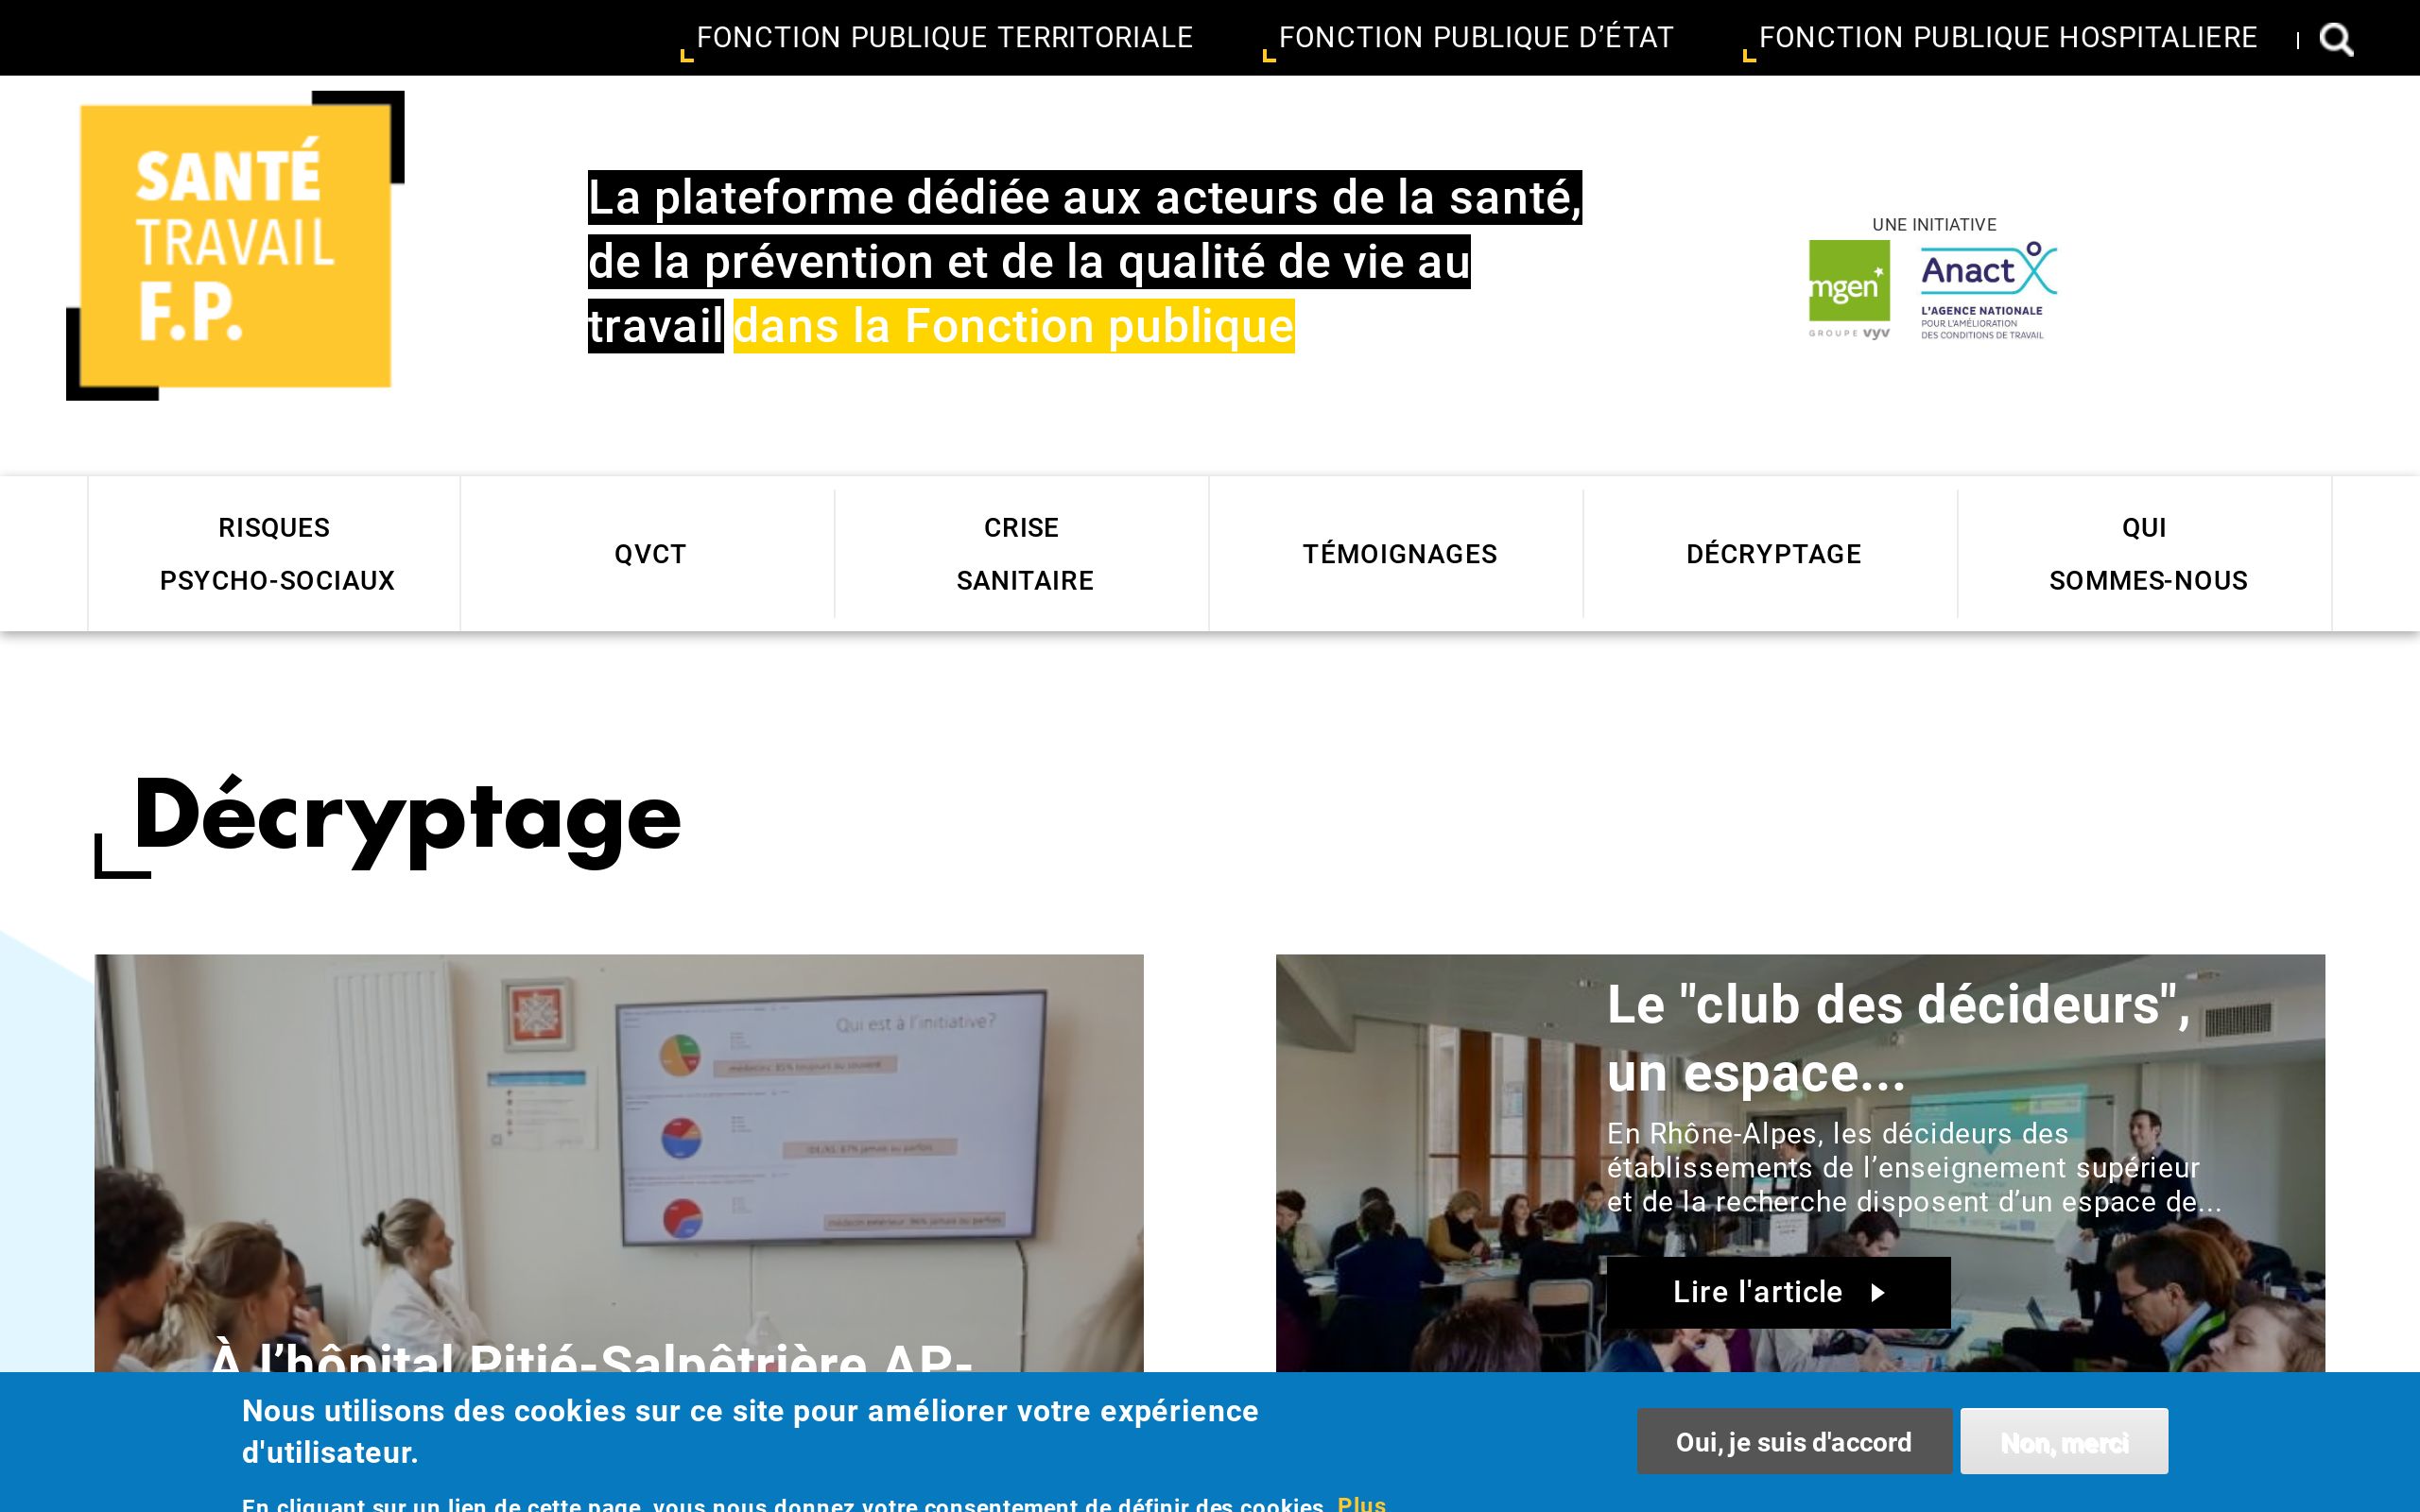 FONCTION PUBLIQUE TERRITORIALE
FONCTION PUBLIQUE D’ÉTAT
FONCTION PUBLIQUE HOSPITALIERE
SANTÉ
TRAVAIL
F.P.
La plateforme dédiée aux acteurs de la santé,
de la prévention et de la qualité de vie au
travail dans la Fonction publique
UNE INITIATIVE
mgen
GROUPE vyv
Anact
L'AGENCE NATIONALE
POUR L'AMÉLIORATION
DES CONDITIONS DE TRAVAIL
RISQUES
PSYCHO-SOCIAUX
QVCT
CRISE
SANITAIRE
TÉMOIGNAGES
DÉCRYPTAGE
QUI
SOMMES-NOUS
Décryptage
Qui est à l'initiative?
À l’hôpital Pitié-Salpêtrière AP-
Le "club des décideurs",
un espace...
En Rhône-Alpes, les décideurs des
établissements de l’enseignement supérieur
et de la recherche disposent d’un espace de...
Lire l'article
Nous utilisons des cookies sur ce site pour améliorer votre expérience
d'utilisateur.
En cliquant sur un lien de cette page, vous nous donnez votre consentement de définir des cookies. Plus
Oui, je suis d'accord
Non, merci